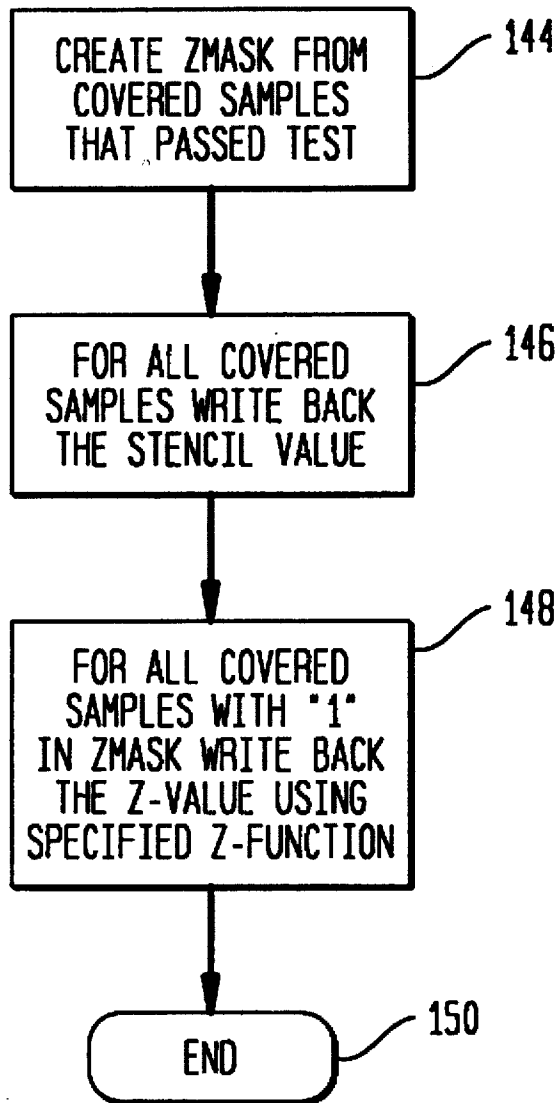 CREATE ZMASK FROM
COVERED SAMPLES
THAT PASSED TEST
144
FOR ALL COVERED
SAMPLES WRITE BACK
THE STENCIL VALUE
146
FOR ALL COVERED
SAMPLES WITH "1"
IN ZMASK WRITE BACK
THE Z-VALUE USING
SPECIFIED Z-FUNCTION
148
END
150